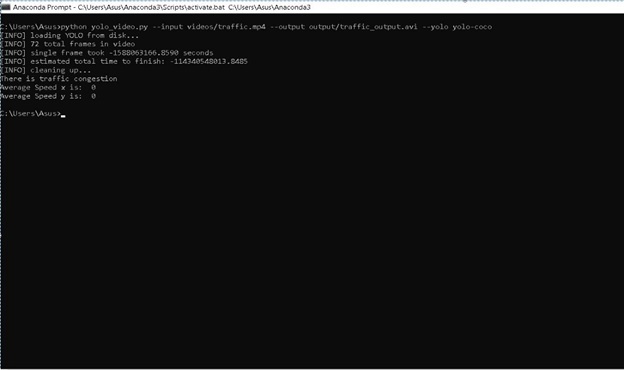 Anaconda Prompt - C:\Users\Asus\Anaconda3\Scripts\activate.bat C:\Users\Asus\Anaconda3
C:\Users\Asus>python yolo_video.py --input videos/traffic.mp4 --output output/traffic_output.avi --yolo yolo-coco
[INFO] loading YOLO from disk...
[INFO] 72 total frames in video
[INFO] single frame took -1588063166.8590 seconds
[INFO] estimated total time to finish: -114340548013.8485
[INFO] cleaning up...
There is traffic congestion
Average Speed x is: 0
Average Speed y is: 0
C:\Users\Asus>